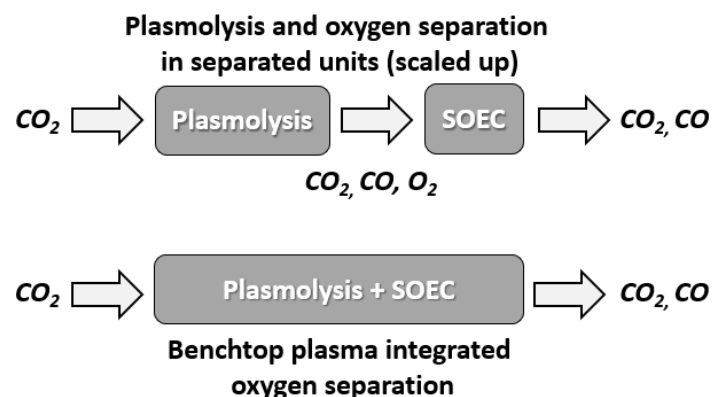 Plasmolysis and oxygen separation
in separated units (scaled up)
CO₂ Plasmolysis SOEC CO₂, CO
CO₂, CO, O₂
CO₂ Plasmolysis + SOEC CO₂, CO
Benchtop plasma integrated
oxygen separation